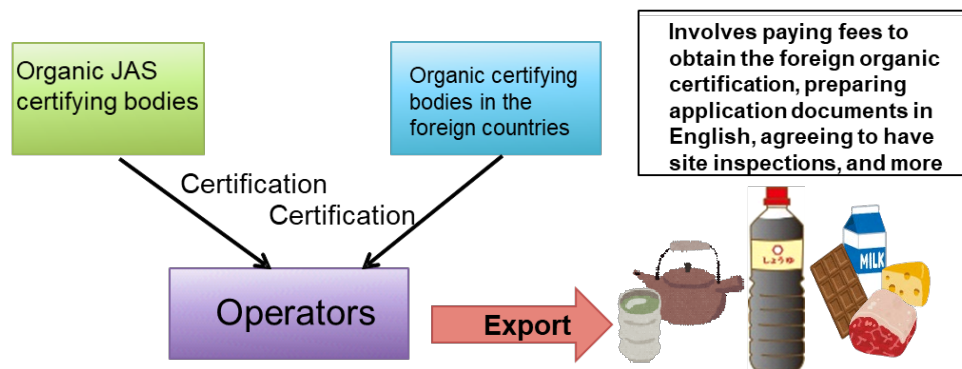 Organic JAS
certifying bodies
Organic certifying
bodies in the
foreign countries
Involves paying fees to
obtain the foreign organic
certification, preparing
application documents in
English, agreeing to have
site inspections, and more
Certification
Certification
Operators
Export
しょうゆ
MILK